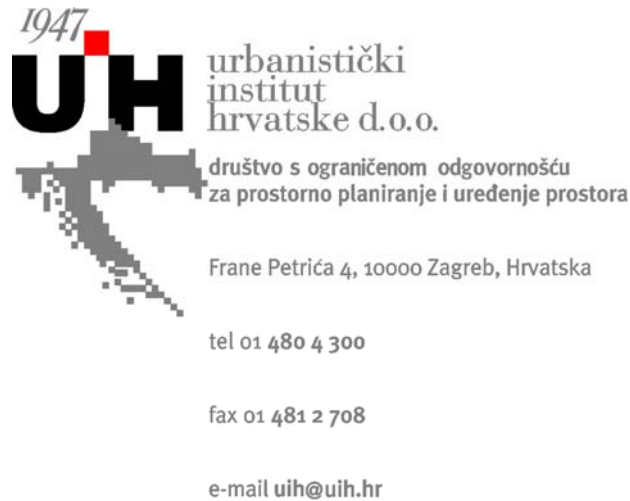 1947
UiH
urbanistički
institut
hrvatske d.o.o.
društvo s ograničenom odgovornošću
za prostorno planiranje i uređenje prostora
Frane Petrića 4, 10000 Zagreb, Hrvatska
tel 01 480 4 300
fax 01 481 2 708
e-mail uih@uih.hr